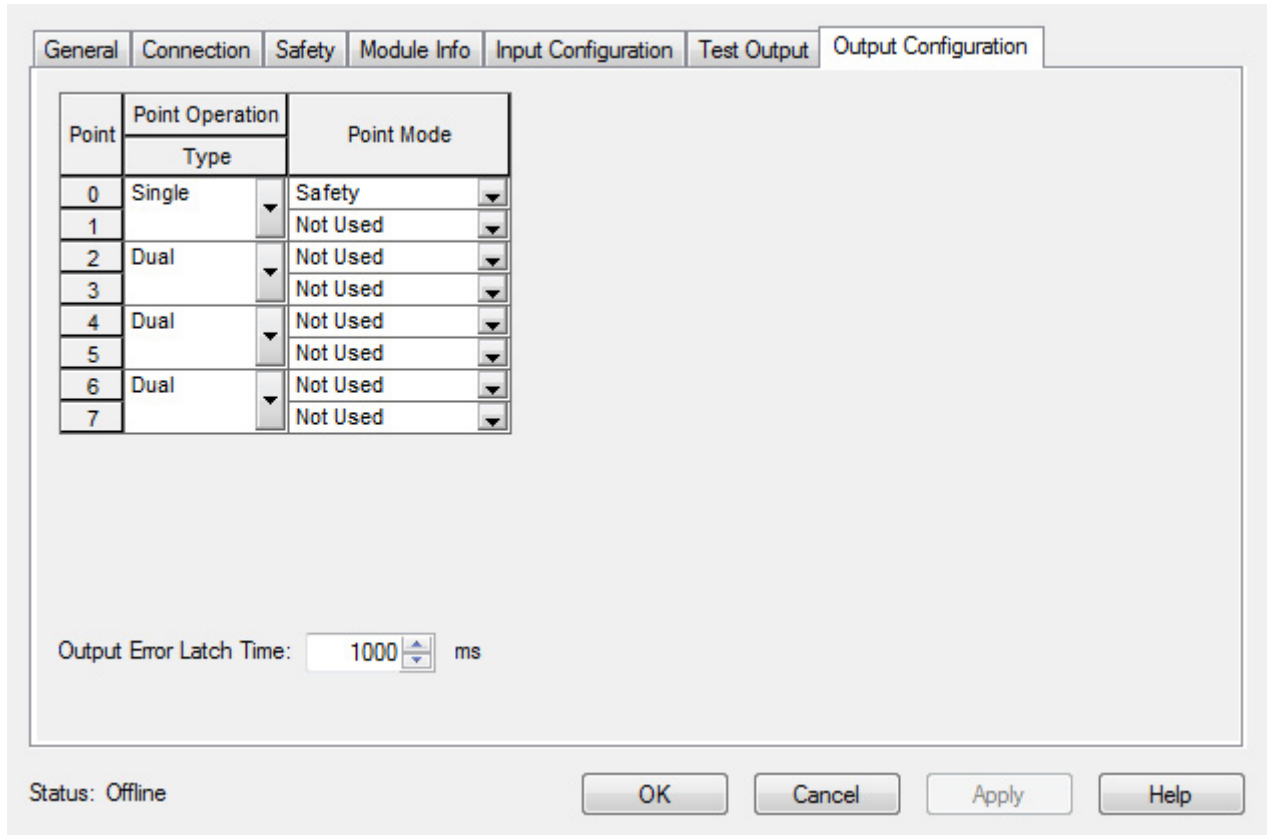 General Connection Safety Module Info Input Configuration Test Output Output Configuration
Point Point Operation Point Mode
Type
0 Single Safety
1 Not Used
2 Dual Not Used
3 Not Used
4 Dual Not Used
5 Not Used
6 Dual Not Used
7 Not Used
Output Error Latch Time: 1000 ms
Status: Offline OK Cancel Apply Help